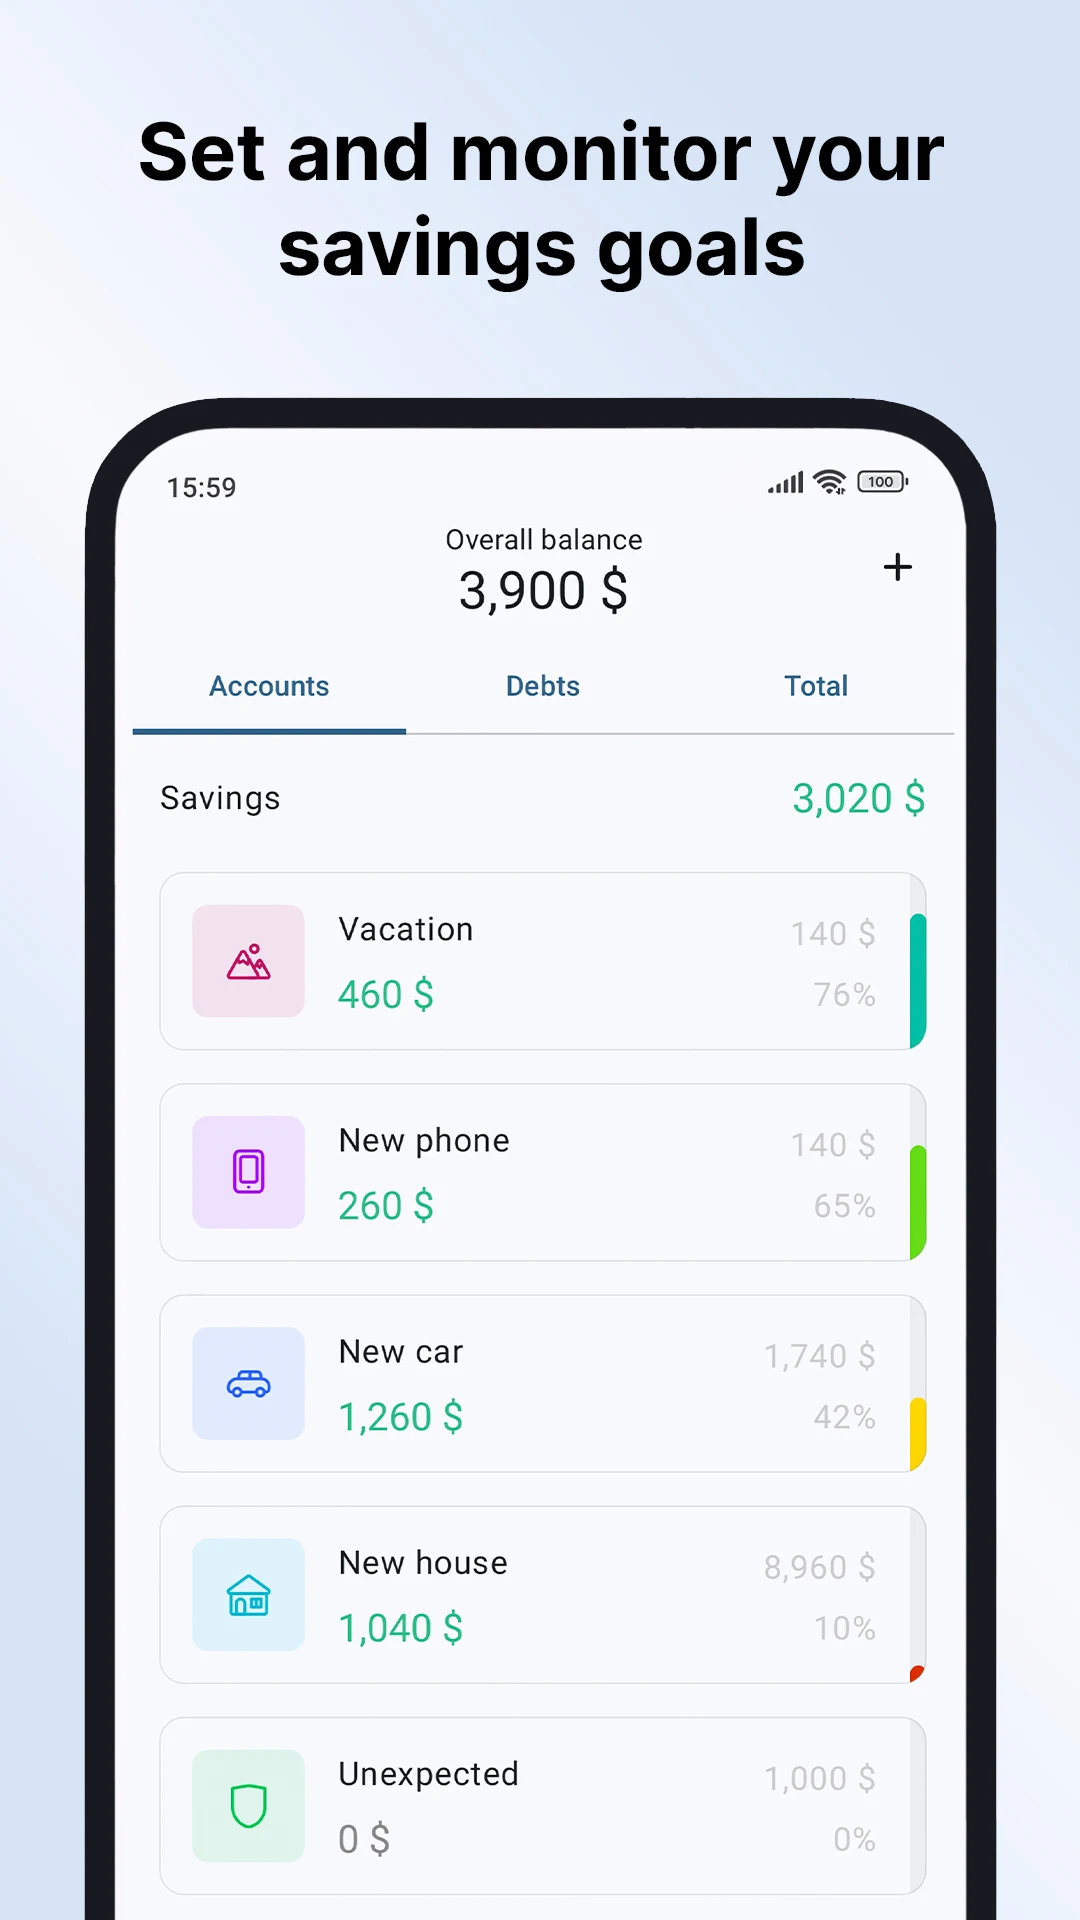 Set and monitor your
savings goals
15:59
100
Overall balance
3,900 $
+
Accounts Debts Total
Savings 3,020 $
Vacation 140 $
460 $ 76%
New phone 140 $
260 $ 65%
New car 1,740 $
1,260 $ 42%
New house 8,960 $
1,040 $ 10%
Unexpected 1,000 $
0 $ 0%